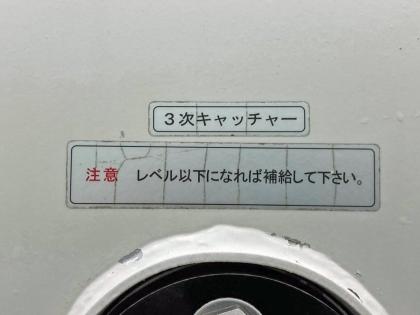 3次キャッチャー
注意 レベル以下になれば補給して下さい。